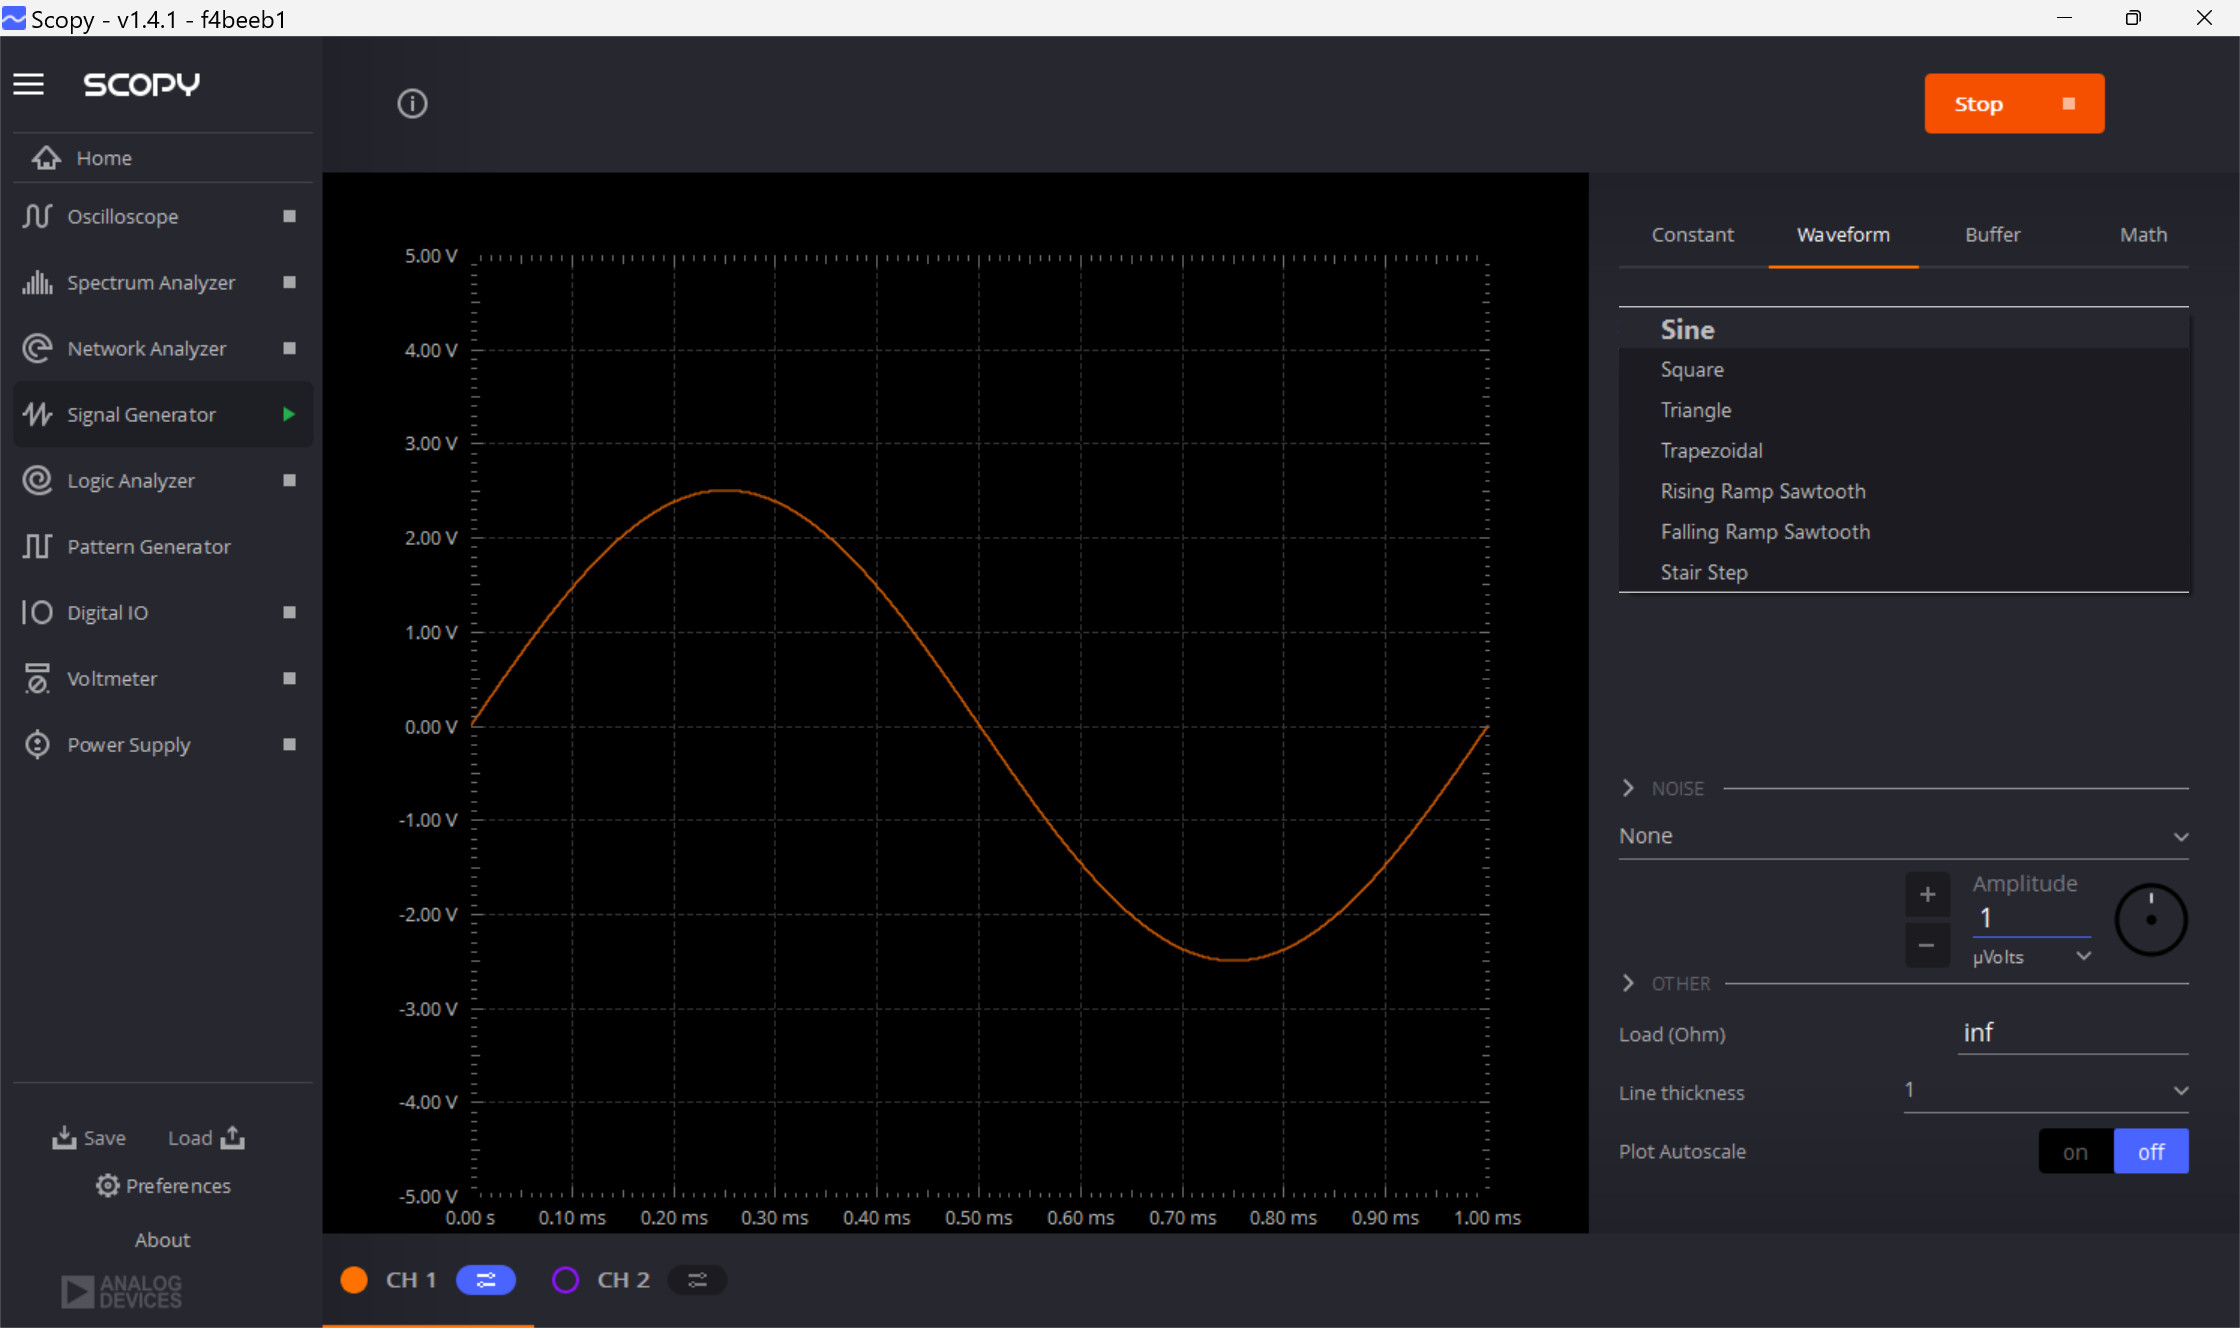 Scopy - v1.4.1 - f4beeb1
SCOPY
Stop
Home
Oscilloscope
Spectrum Analyzer
Network Analyzer
Signal Generator
Logic Analyzer
Pattern Generator
Digital IO
Voltmeter
Power Supply
Save Load
Preferences
About
ANALOG
DEVICES
5.00 V
4.00 V
3.00 V
2.00 V
1.00 V
0.00 V
-1.00 V
-2.00 V
-3.00 V
-4.00 V
-5.00 V
0.00 s 0.10 ms 0.20 ms 0.30 ms 0.40 ms 0.50 ms 0.60 ms 0.70 ms 0.80 ms 0.90 ms 1.00 ms
CH 1 CH 2
Constant Waveform Buffer Math
Sine
Square
Triangle
Trapezoidal
Rising Ramp Sawtooth
Falling Ramp Sawtooth
Stair Step
NOISE
None
+ Amplitude
1
− µVolts
OTHER
Load (Ohm) inf
Line thickness 1
Plot Autoscale on off